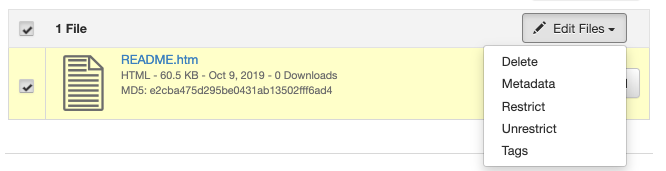 1 File
Edit Files
README.htm
HTML - 60.5 KB - Oct 9, 2019 - 0 Downloads
MD5: e2cba475d295be0431ab13502fff6ad4
Delete
Metadata
Restrict
Unrestrict
Tags